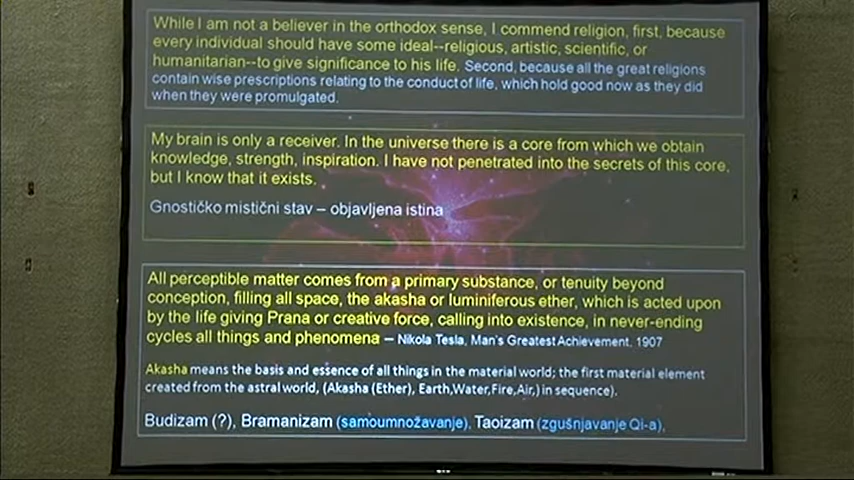 While I am not a believer in the orthodox sense, I commend religion, first, because
every individual should have some ideal--religious, artistic, scientific, or
humanitarian--to give significance to his life. Second, because all the great religions
contain wise prescriptions relating to the conduct of life, which hold good now as they did
when they were promulgated.
My brain is only a receiver. In the universe there is a core from which we obtain
knowledge, strength, inspiration. I have not penetrated into the secrets of this core,
but I know that it exists.
Gnostičko mistični stav – objavljena istina
All perceptible matter comes from a primary substance, or tenuity beyond
conception, filling all space, the akasha or luminiferous ether, which is acted upon
by the life giving Prana or creative force, calling into existence, in never-ending
cycles all things and phenomena – Nikola Tesla, Man's Greatest Achievement, 1907
Akasha means the basis and essence of all things in the material world; the first material element
created from the astral world, (Akasha (Ether), Earth,Water,Fire,Air,) in sequence).
Budizam (?), Bramanizam (samoumnožavanje), Taoizam (zgušnjavanje Qi-a),